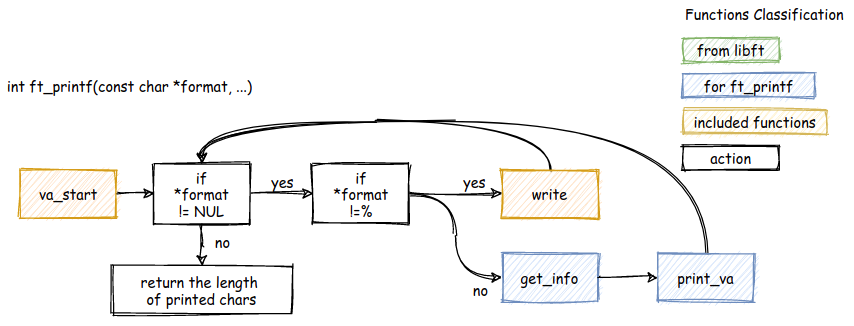 Functions Classification
from libft
int ft_printf(const char *format, ...)
for ft_printf
included functions
action
va_start
if
*format
!= NUL
yes
if
*format
!=%
yes
write
no
return the length
of printed chars
no
get_info
print_va